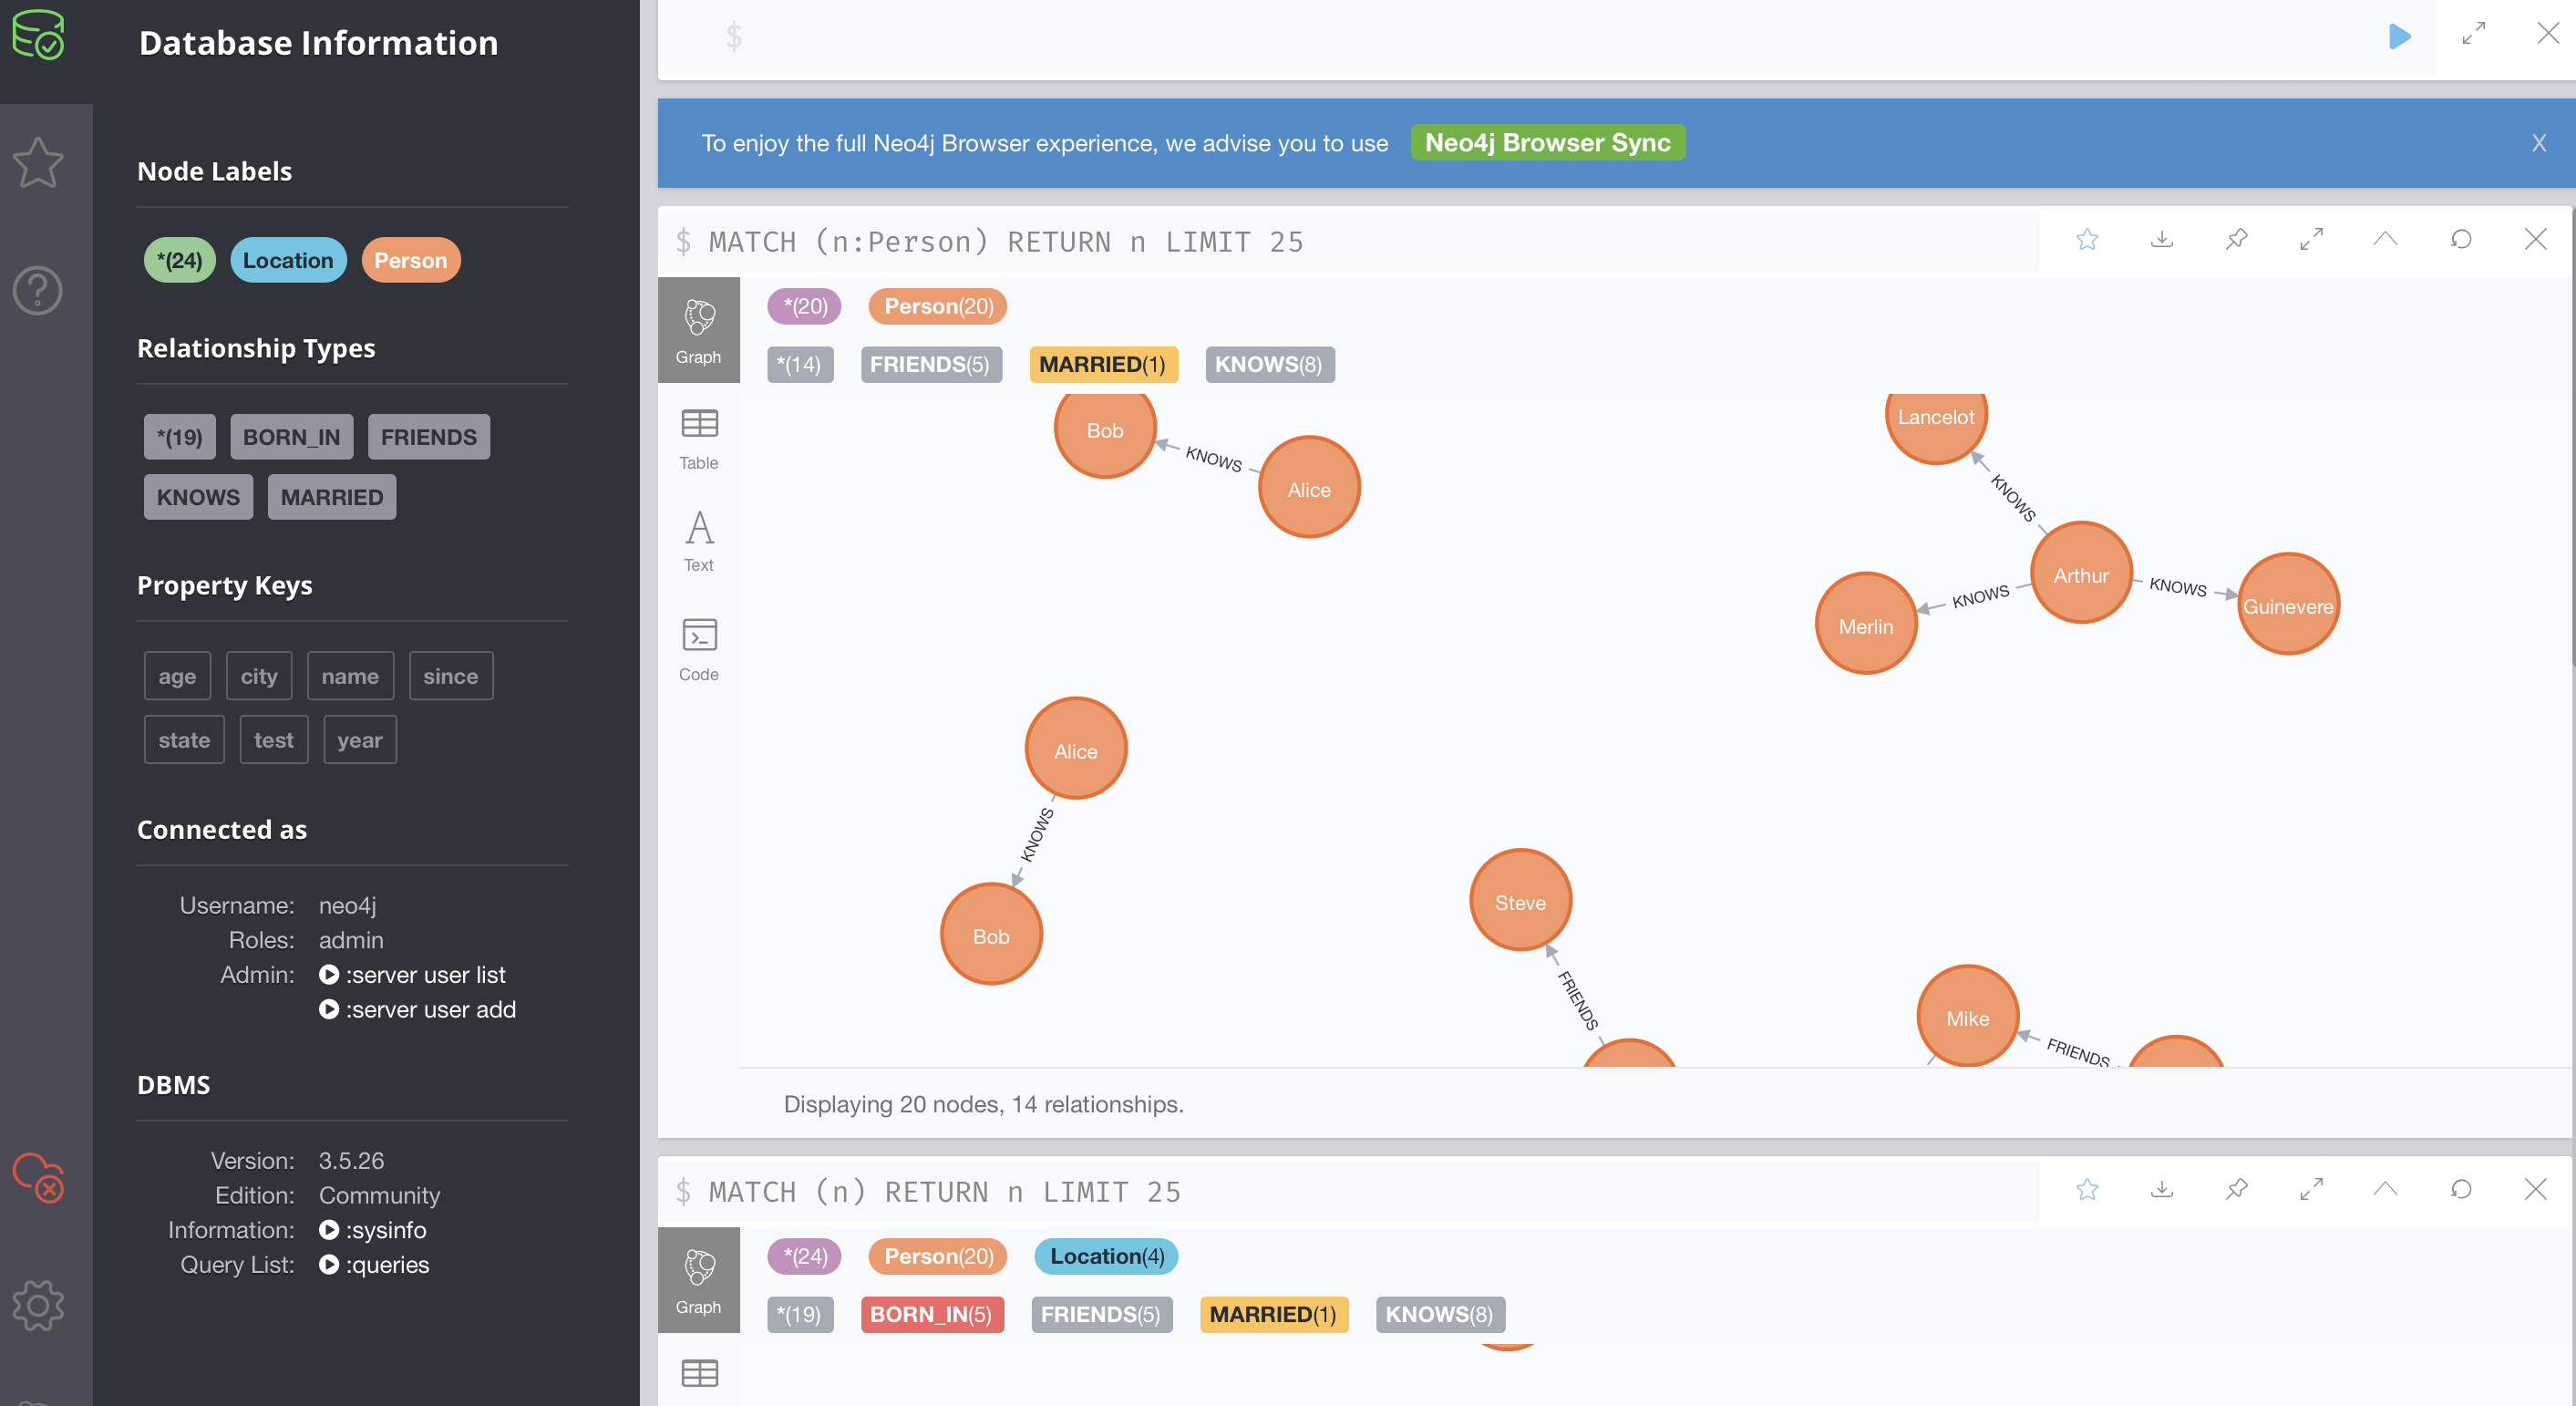 Database Information
Node Labels
*(24) Location Person
Relationship Types
*(19) BORN_IN FRIENDS
KNOWS MARRIED
Property Keys
age city name since
state test year
Connected as
Username: neo4j
Roles: admin
Admin: :server user list
:server user add
DBMS
Version: 3.5.26
Edition: Community
Information: :sysinfo
Query List: :queries
$
To enjoy the full Neo4j Browser experience, we advise you to use Neo4j Browser Sync X
$ MATCH (n:Person) RETURN n LIMIT 25
Graph
Table
Text
Code
*(20) Person(20)
*(14) FRIENDS(5) MARRIED(1) KNOWS(8)
Bob
KNOWS
Alice
Lancelot
KNOWS
Arthur
KNOWS
Guinevere
KNOWS
Merlin
Alice
KNOWS
Bob
Steve
FRIENDS
Mike
FRIENDS
Displaying 20 nodes, 14 relationships.
$ MATCH (n) RETURN n LIMIT 25
Graph
*(24) Person(20) Location(4)
*(19) BORN_IN(5) FRIENDS(5) MARRIED(1) KNOWS(8)